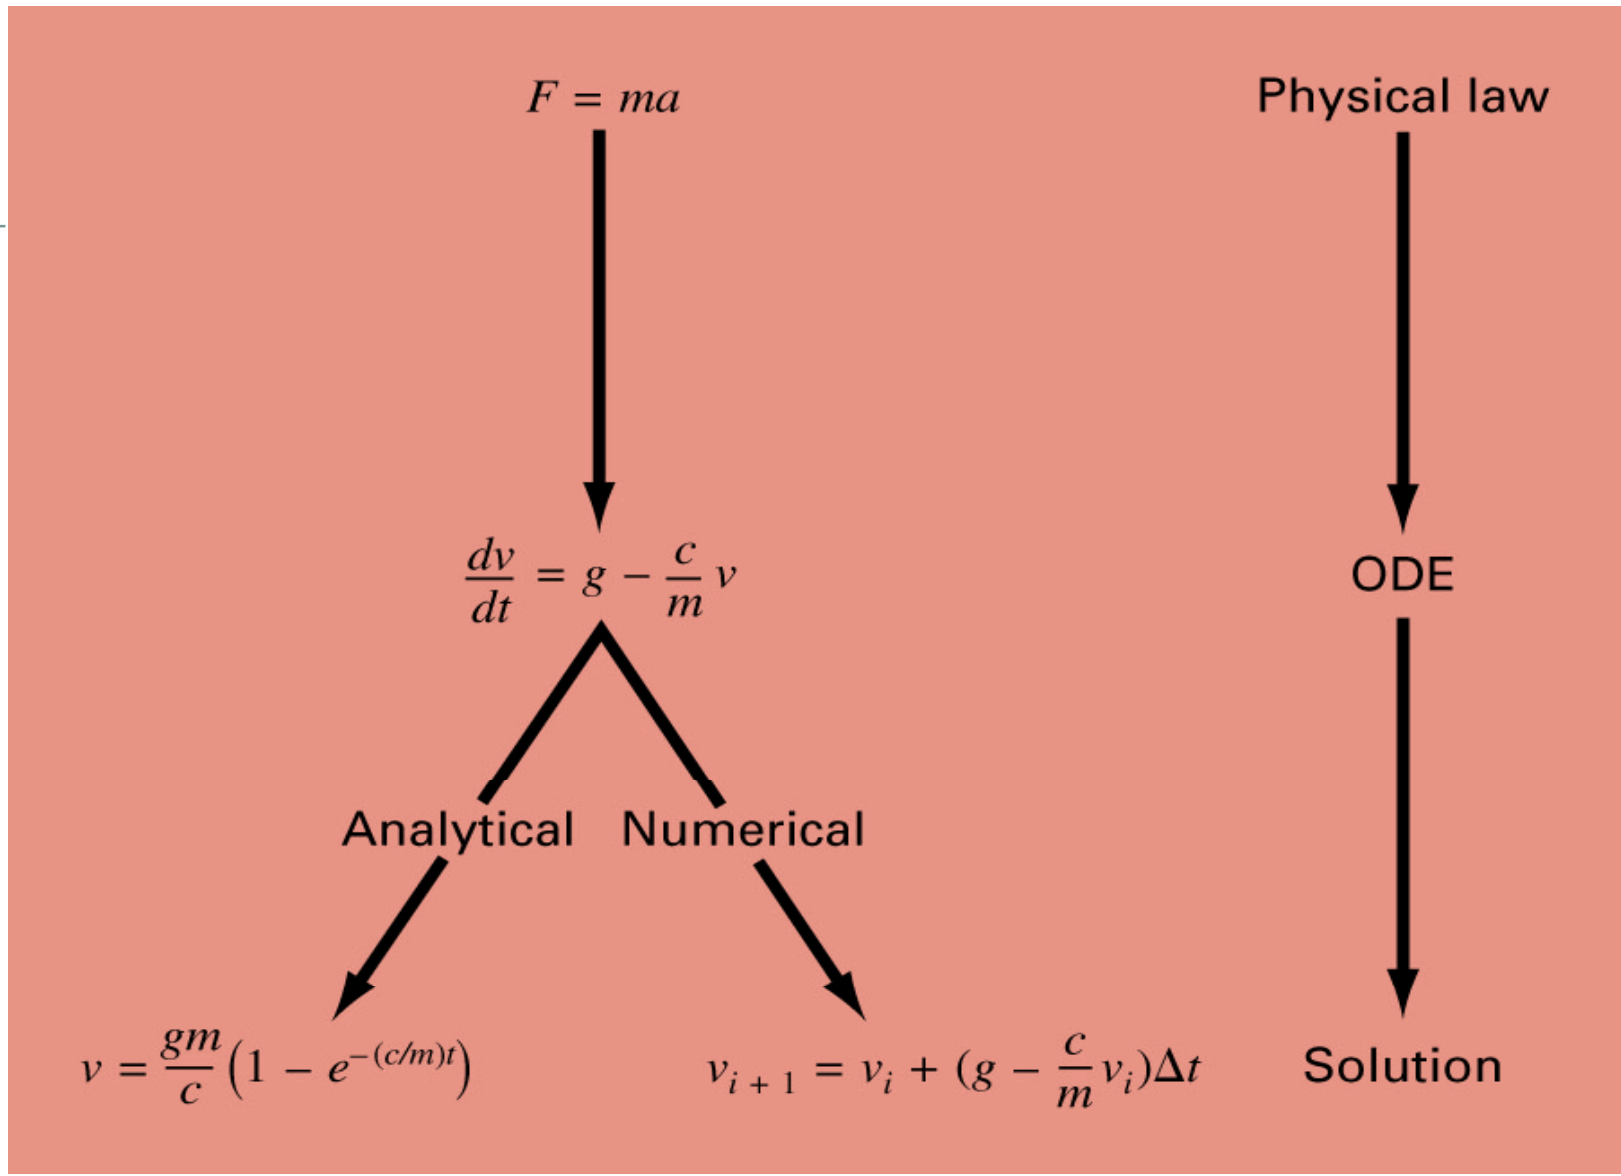 F = ma
Physical law
dv/dt = g − c/m v
ODE
Analytical
Numerical
v = gm/c (1 − e^−(c/m)t)
v_i + 1 = v_i + (g − c/m v_i)Δt
Solution